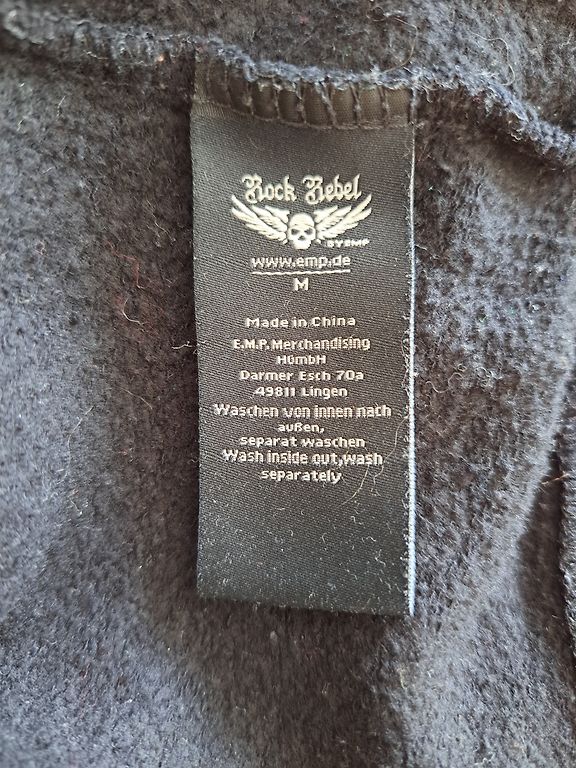 Rock Rebel
BY EMP
www.emp.de
M
Made in China
E.M.P. Merchandising
HGmbH
Darmer Esch 70a
49811 Lingen
Waschen von innen nach
außen,
separat waschen
Wash inside out,wash
separately